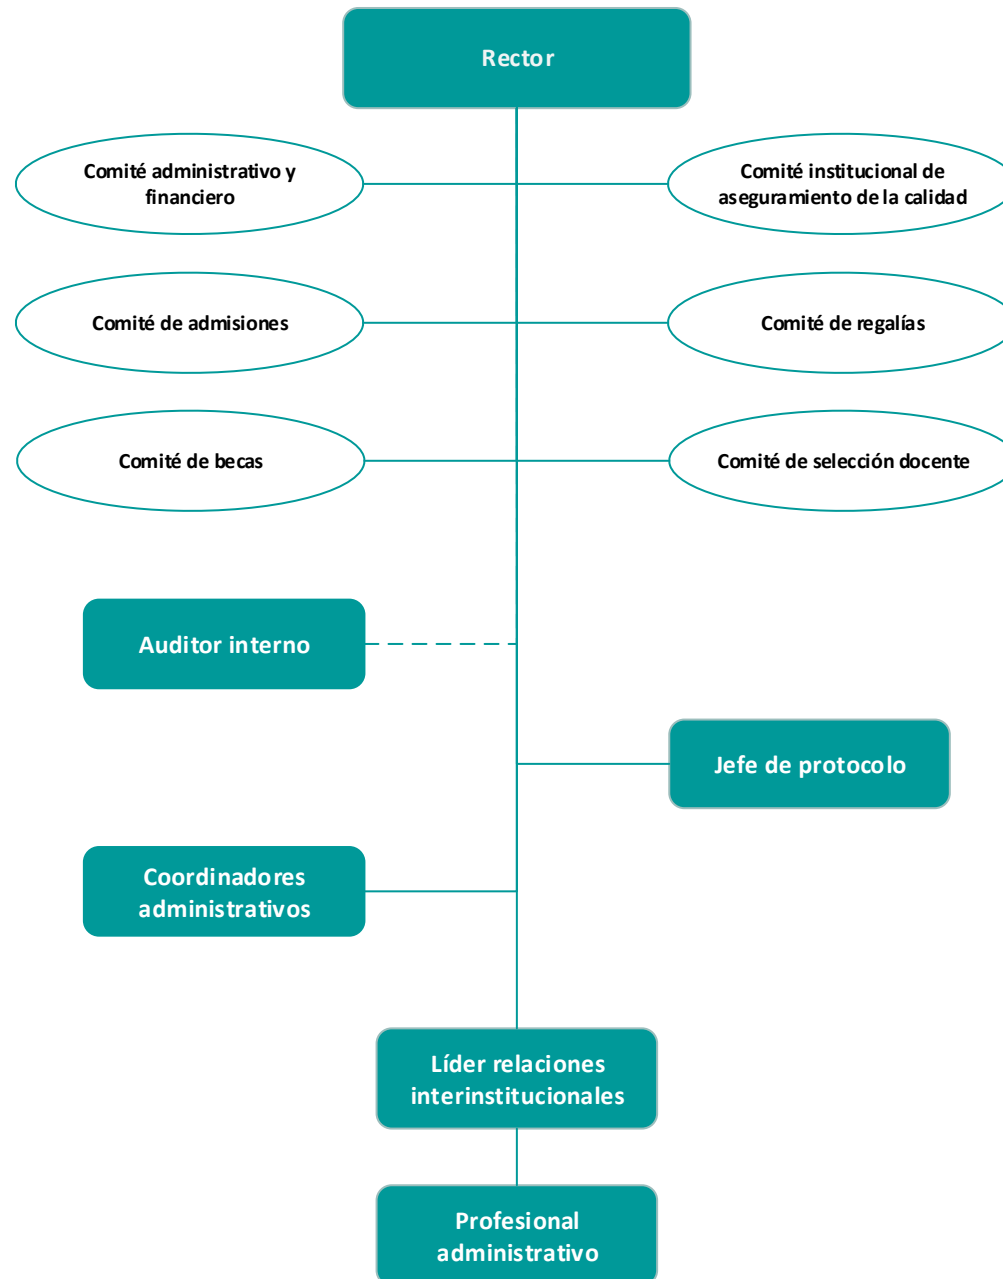 Rector
Comité administrativo y
financiero
Comité institucional de
aseguramiento de la calidad
Comité de admisiones
Comité de regalías
Comité de becas
Comité de selección docente
Auditor interno
Jefe de protocolo
Coordinadores
administrativos
Líder relaciones
interinstitucionales
Profesional
administrativo